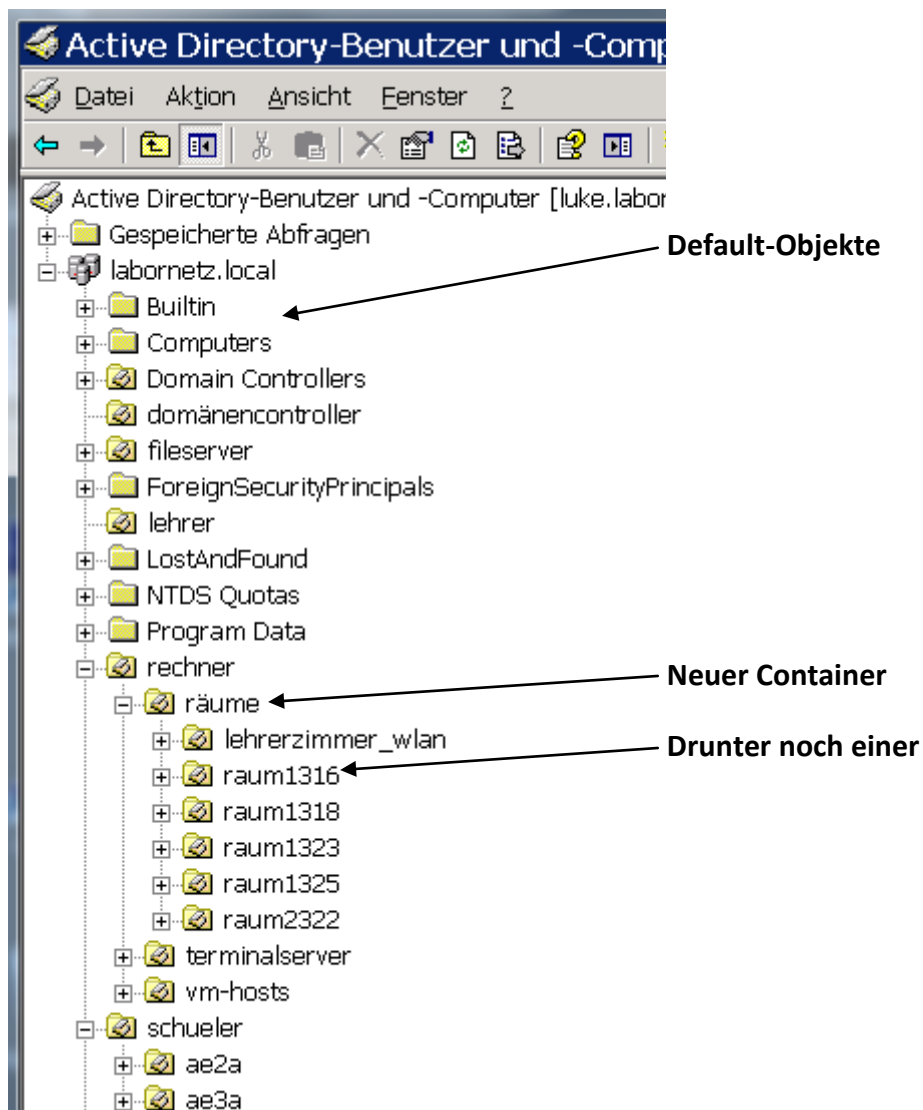 Active Directory-Benutzer und -Comp
Datei Aktion Ansicht Fenster ?
Active Directory-Benutzer und -Computer [luke.labor
Gespeicherte Abfragen
Default-Objekte
labornetz.local
Builtin
Computers
Domain Controllers
domänencontroller
fileserver
ForeignSecurityPrincipals
lehrer
LostAndFound
NTDS Quotas
Program Data
rechner
Neuer Container
räume
lehrerzimmer_wlan
Drunter noch einer
raum1316
raum1318
raum1323
raum1325
raum2322
terminalserver
vm-hosts
schueler
ae2a
ae3a